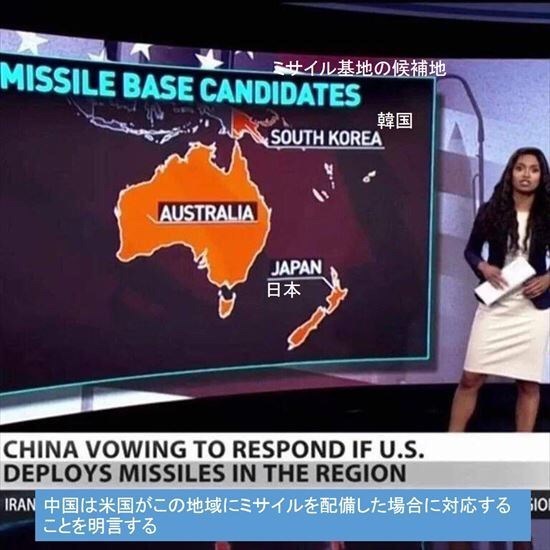 ミサイル基地の候補地
MISSILE BASE CANDIDATES
韓国
SOUTH KOREA
AUSTRALIA
JAPAN
日本
CHINA VOWING TO RESPOND IF U.S.
DEPLOYS MISSILES IN THE REGION
IRAN
中国は米国がこの地域にミサイルを配備した場合に対応する
ことを明言する